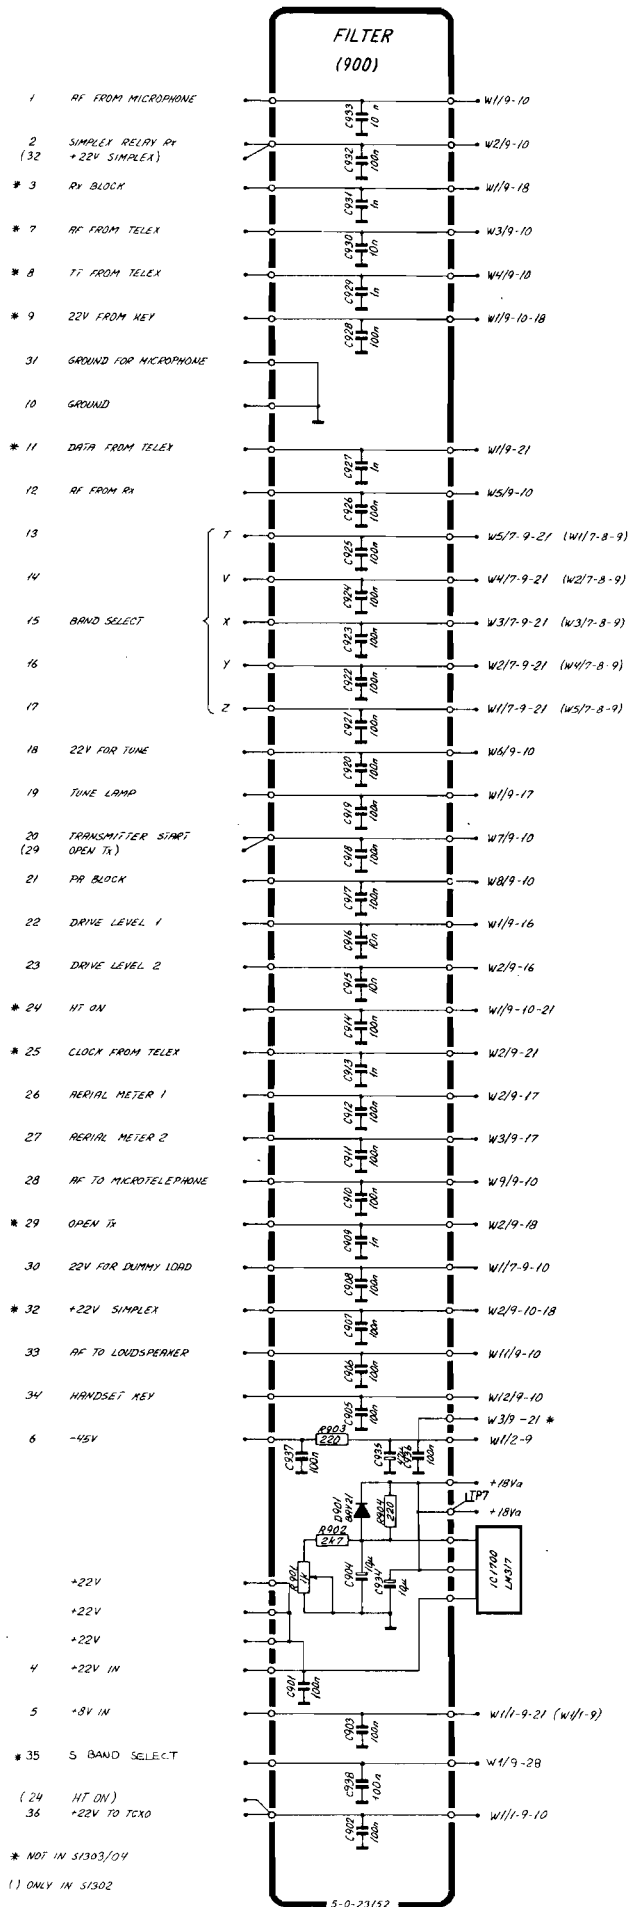 FILTER
(900)
1 AF FROM MICROPHONE C933 10n W1/9-10
2 SIMPLEX RELAY RX C932 100n W2/9-10
(32 +22V SIMPLEX)
* 3 RX BLOCK C931 1n W1/9-18
* 7 AF FROM TELEX C930 10n W3/9-10
* 8 TT FROM TELEX C929 1n W4/9-10
* 9 22V FROM KEY C928 100n W1/9-10-18
31 GROUND FOR MICROPHONE
10 GROUND
* 11 DATA FROM TELEX C927 1n W1/9-21
12 AF FROM RX C926 100n W5/9-10
13 T C925 100n W5/7-9-21 (W1/7-8-9)
14 V C924 100n W4/7-9-21 (W2/7-8-9)
15 BAND SELECT X C923 100n W3/7-9-21 (W3/7-8-9)
16 Y C922 100n W2/7-9-21 (W4/7-8-9)
17 Z C921 100n W1/7-9-21 (W5/7-8-9)
18 22V FOR TUNE C920 100n W6/9-10
19 TUNE LAMP C919 100n W1/9-17
20 TRANSMITTER START C918 100n W7/9-10
(29 OPEN Tx)
21 PA BLOCK C917 100n W8/9-10
22 DRIVE LEVEL 1 C916 10n W1/9-16
23 DRIVE LEVEL 2 C915 10n W2/9-16
* 24 HT ON C914 100n W1/9-10-21
* 25 CLOCK FROM TELEX C913 1n W2/9-21
26 AERIAL METER 1 C912 100n W2/9-17
27 AERIAL METER 2 C911 100n W3/9-17
28 AF TO MICROTELEPHONE C910 100n W9/9-10
* 29 OPEN Tx C909 1n W2/9-18
30 22V FOR DUMMY LOAD C908 100n W1/7-9-10
* 32 +22V SIMPLEX C907 100n W2/9-10-18
33 AF TO LOUDSPEAKER C906 100n W11/9-10
34 HANDSET KEY C905 100n W12/9-10
W3/9-21 *
6 -45V C937 100n R903 220 C935 C936 100n W1/2-9
+18Va
D901 BAY21 R904 220 TP7
+18Va
R902 2K7
R901 1K C904 10µ C934 10µ IC1700 LM317
+22V
+22V
+22V
4 +22V IN C901 100n
5 +8V IN C903 100n W1/1-9-21 (W1/1-9)
* 35 S BAND SELECT C938 100n W4/9-28
(24 HT ON)
36 +22V TO TCXO C902 100n W1/1-9-10
* NOT IN S1303/04
() ONLY IN S1302
5-0-23152